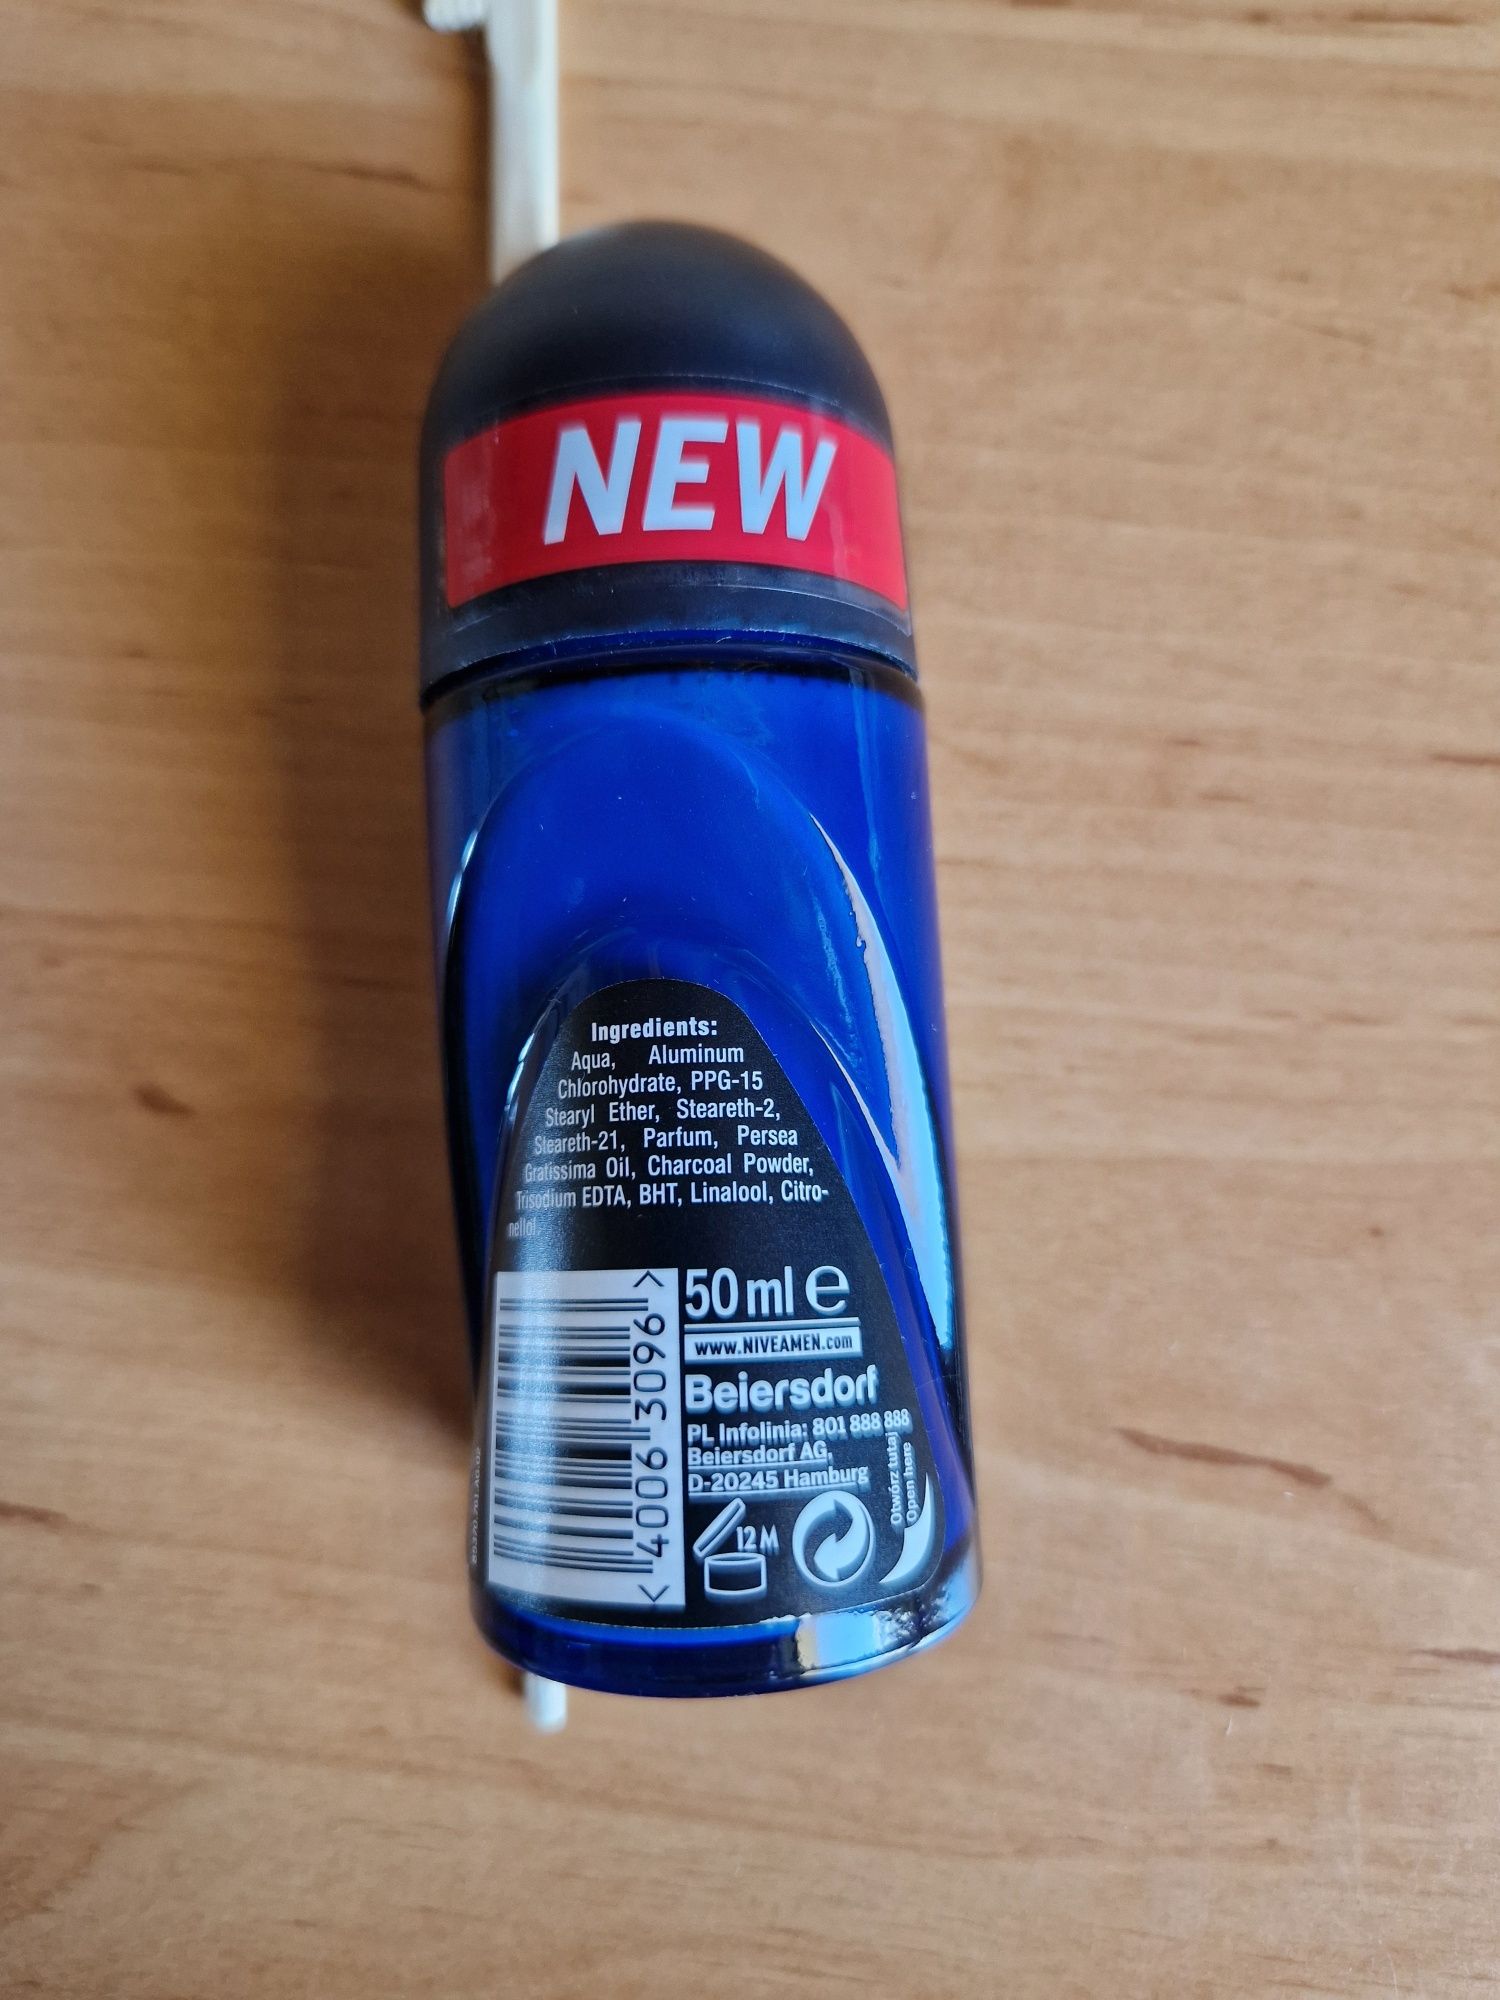 NEW
Ingredients:
Aqua, Aluminum
Chlorohydrate, PPG-15
Stearyl Ether, Steareth-2,
Steareth-21, Parfum, Persea
Gratissima Oil, Charcoal Powder,
Trisodium EDTA, BHT, Linalool, Citro-
nellol
50 ml e
www.NIVEAMEN.com
Beiersdorf
PL Infolinia: 801 888 888
Beiersdorf AG,
D-20245 Hamburg
Otwórz tutaj
Open here
12M
<4006 3096>